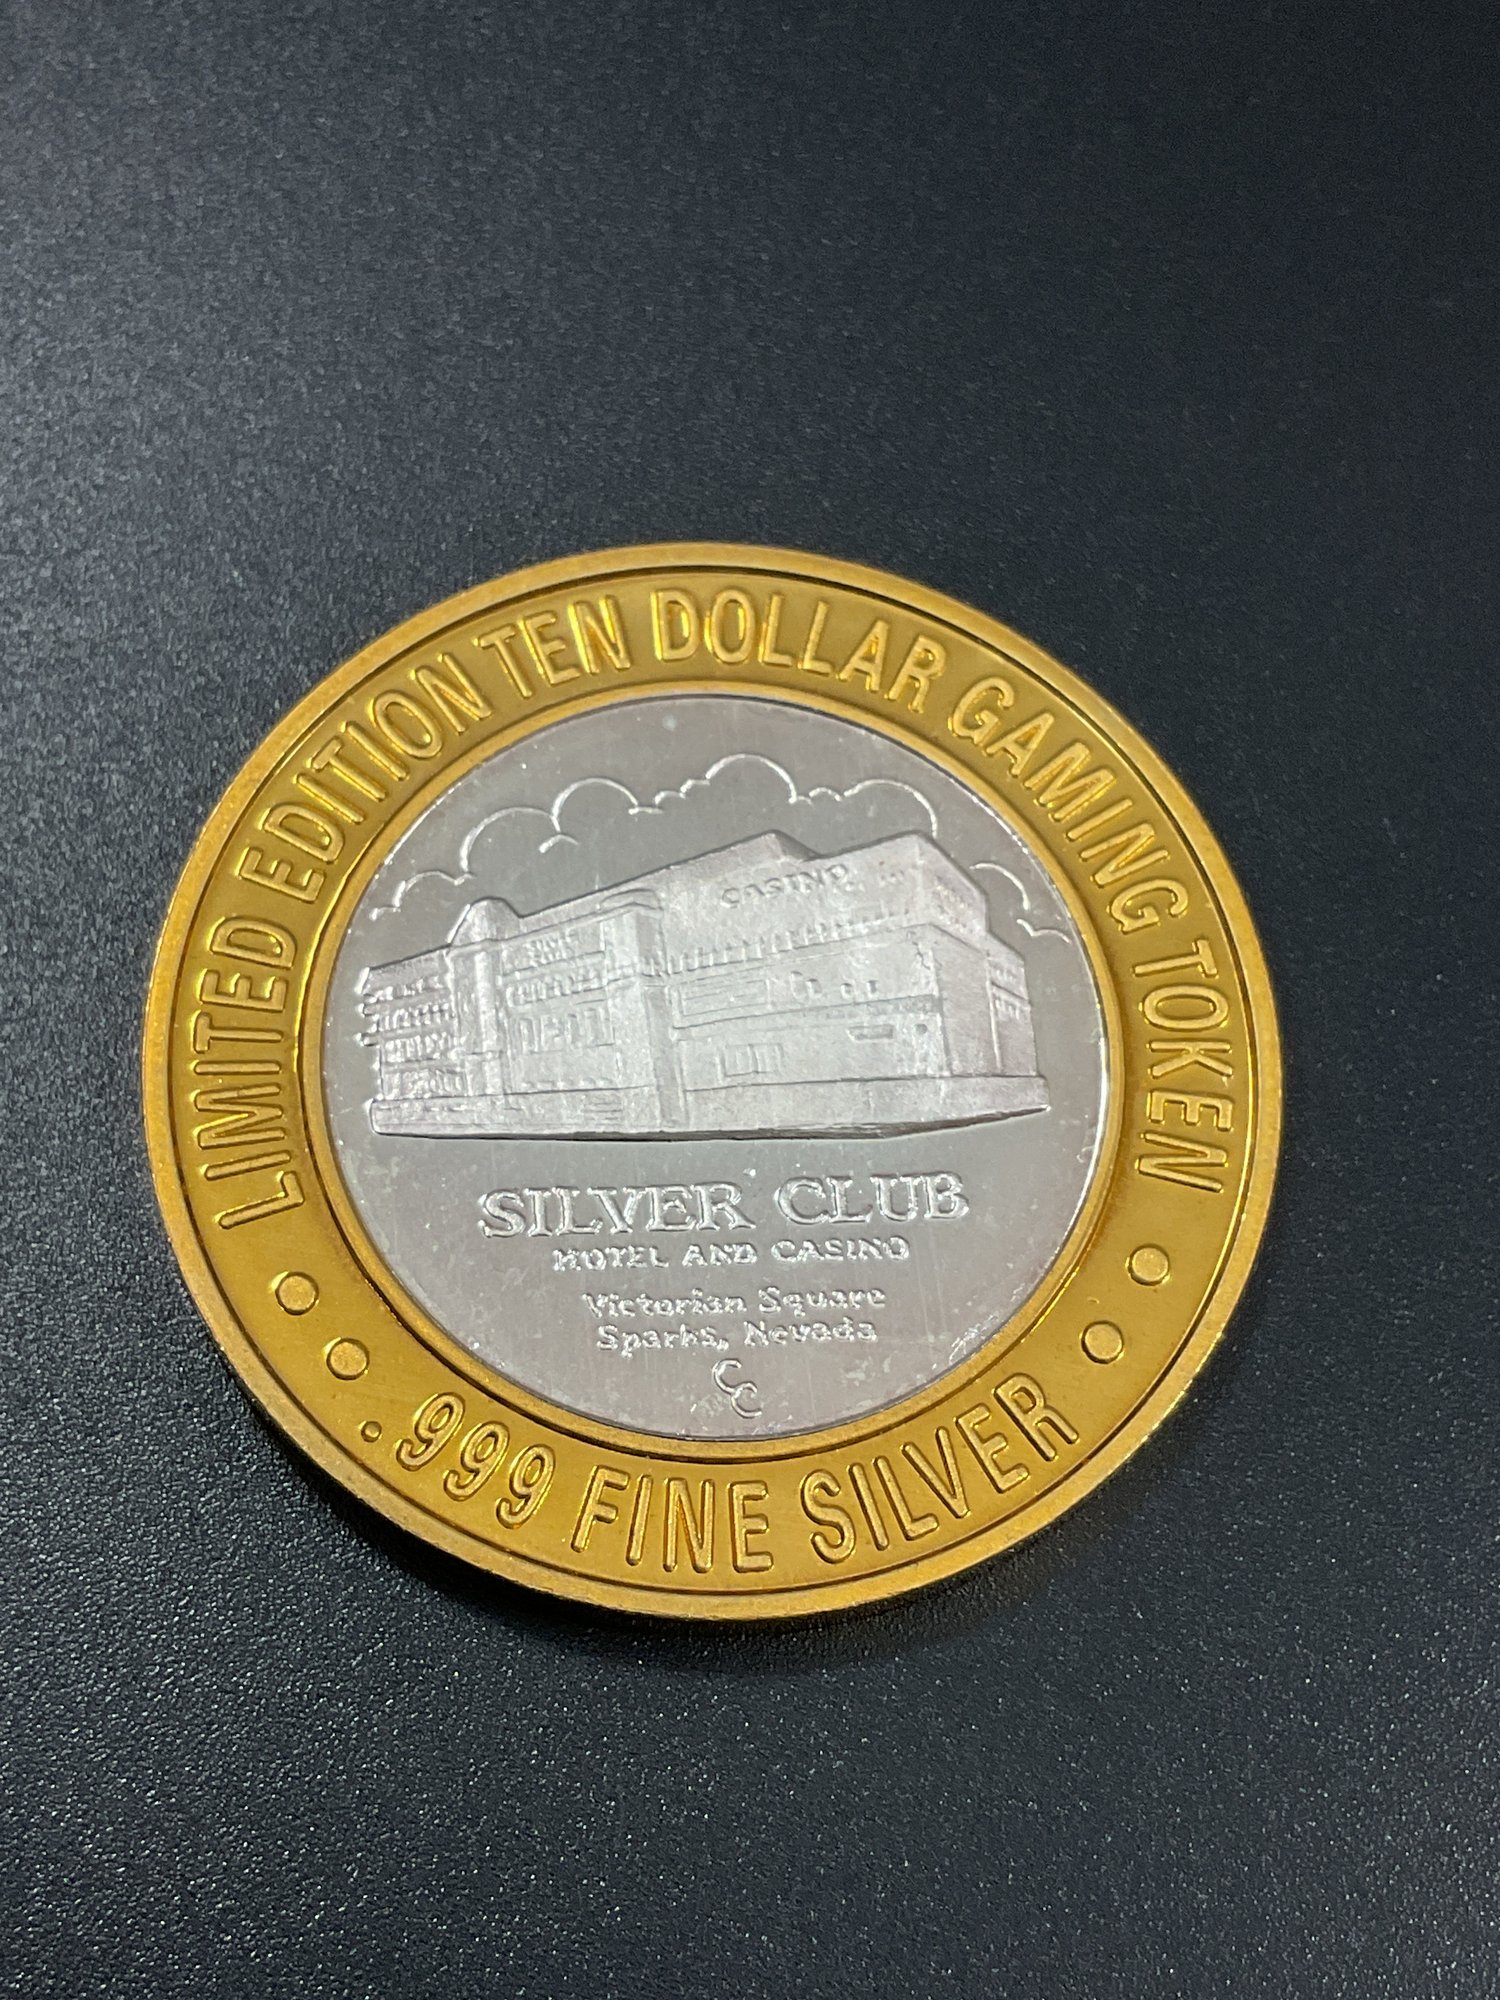 LIMITED EDITION TEN DOLLAR GAMING TOKEN
CASINO
SILVER CLUB
HOTEL AND CASINO
Victorian Square
Sparks, Nevada
CC
.999 FINE SILVER